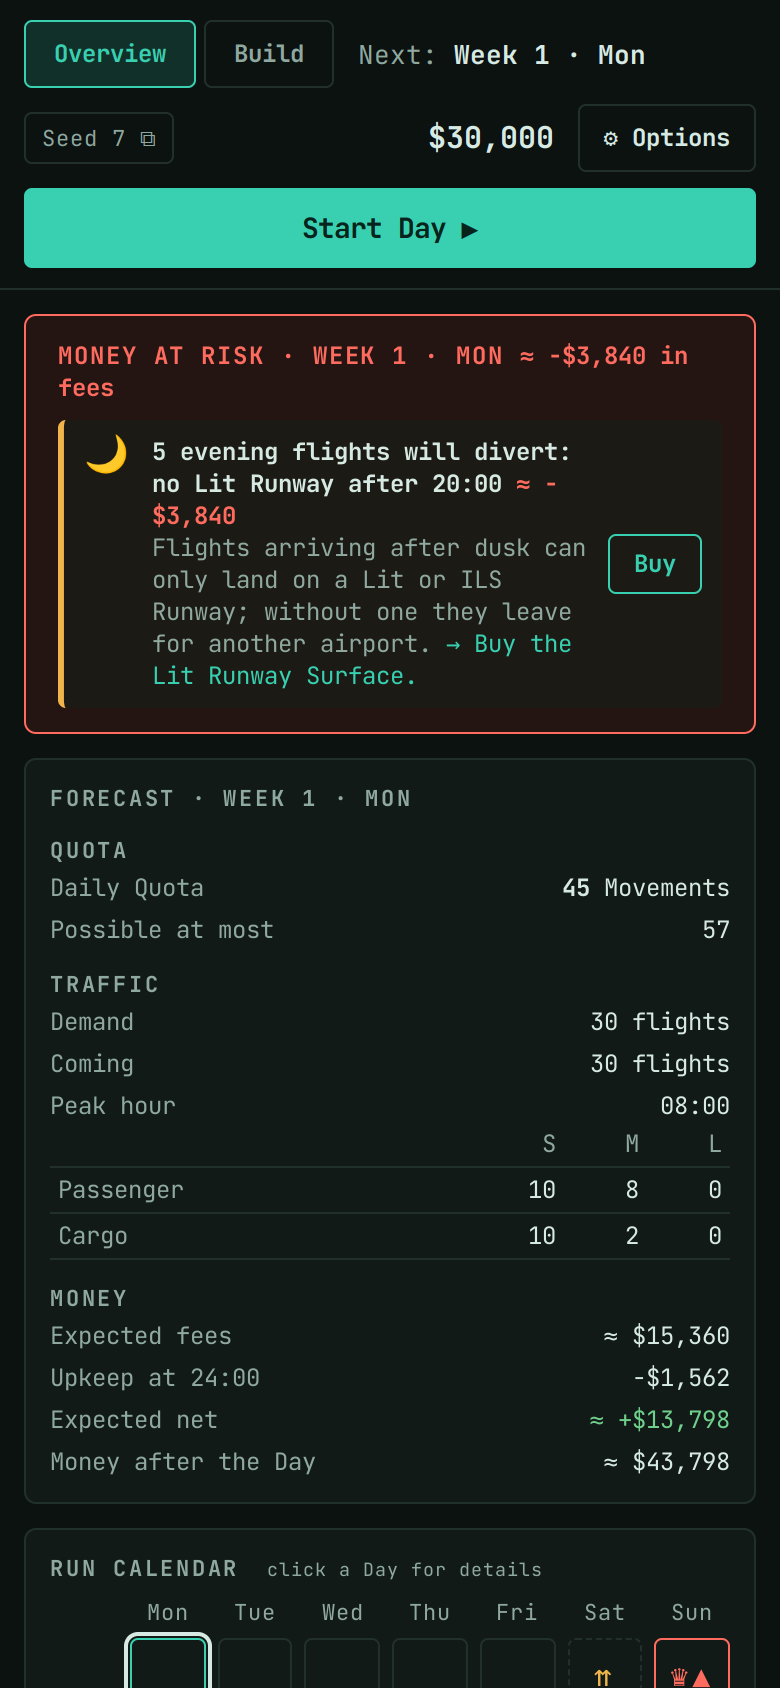 Overview Build Next: Week 1 · Mon
Seed 7 ⧉ $30,000 ⚙ Options
Start Day ▶
MONEY AT RISK · WEEK 1 · MON ≈ -$3,840 in
fees
🌙 5 evening flights will divert:
no Lit Runway after 20:00 ≈ -
$3,840
Flights arriving after dusk can
only land on a Lit or ILS
Runway; without one they leave
for another airport. → Buy the
Lit Runway Surface.
Buy
FORECAST · WEEK 1 · MON
QUOTA
Daily Quota 45 Movements
Possible at most 57
TRAFFIC
Demand 30 flights
Coming 30 flights
Peak hour 08:00
S M L
Passenger 10 8 0
Cargo 10 2 0
MONEY
Expected fees ≈ $15,360
Upkeep at 24:00 -$1,562
Expected net ≈ +$13,798
Money after the Day ≈ $43,798
RUN CALENDAR click a Day for details
Mon Tue Wed Thu Fri Sat Sun
⇈ ♛▲